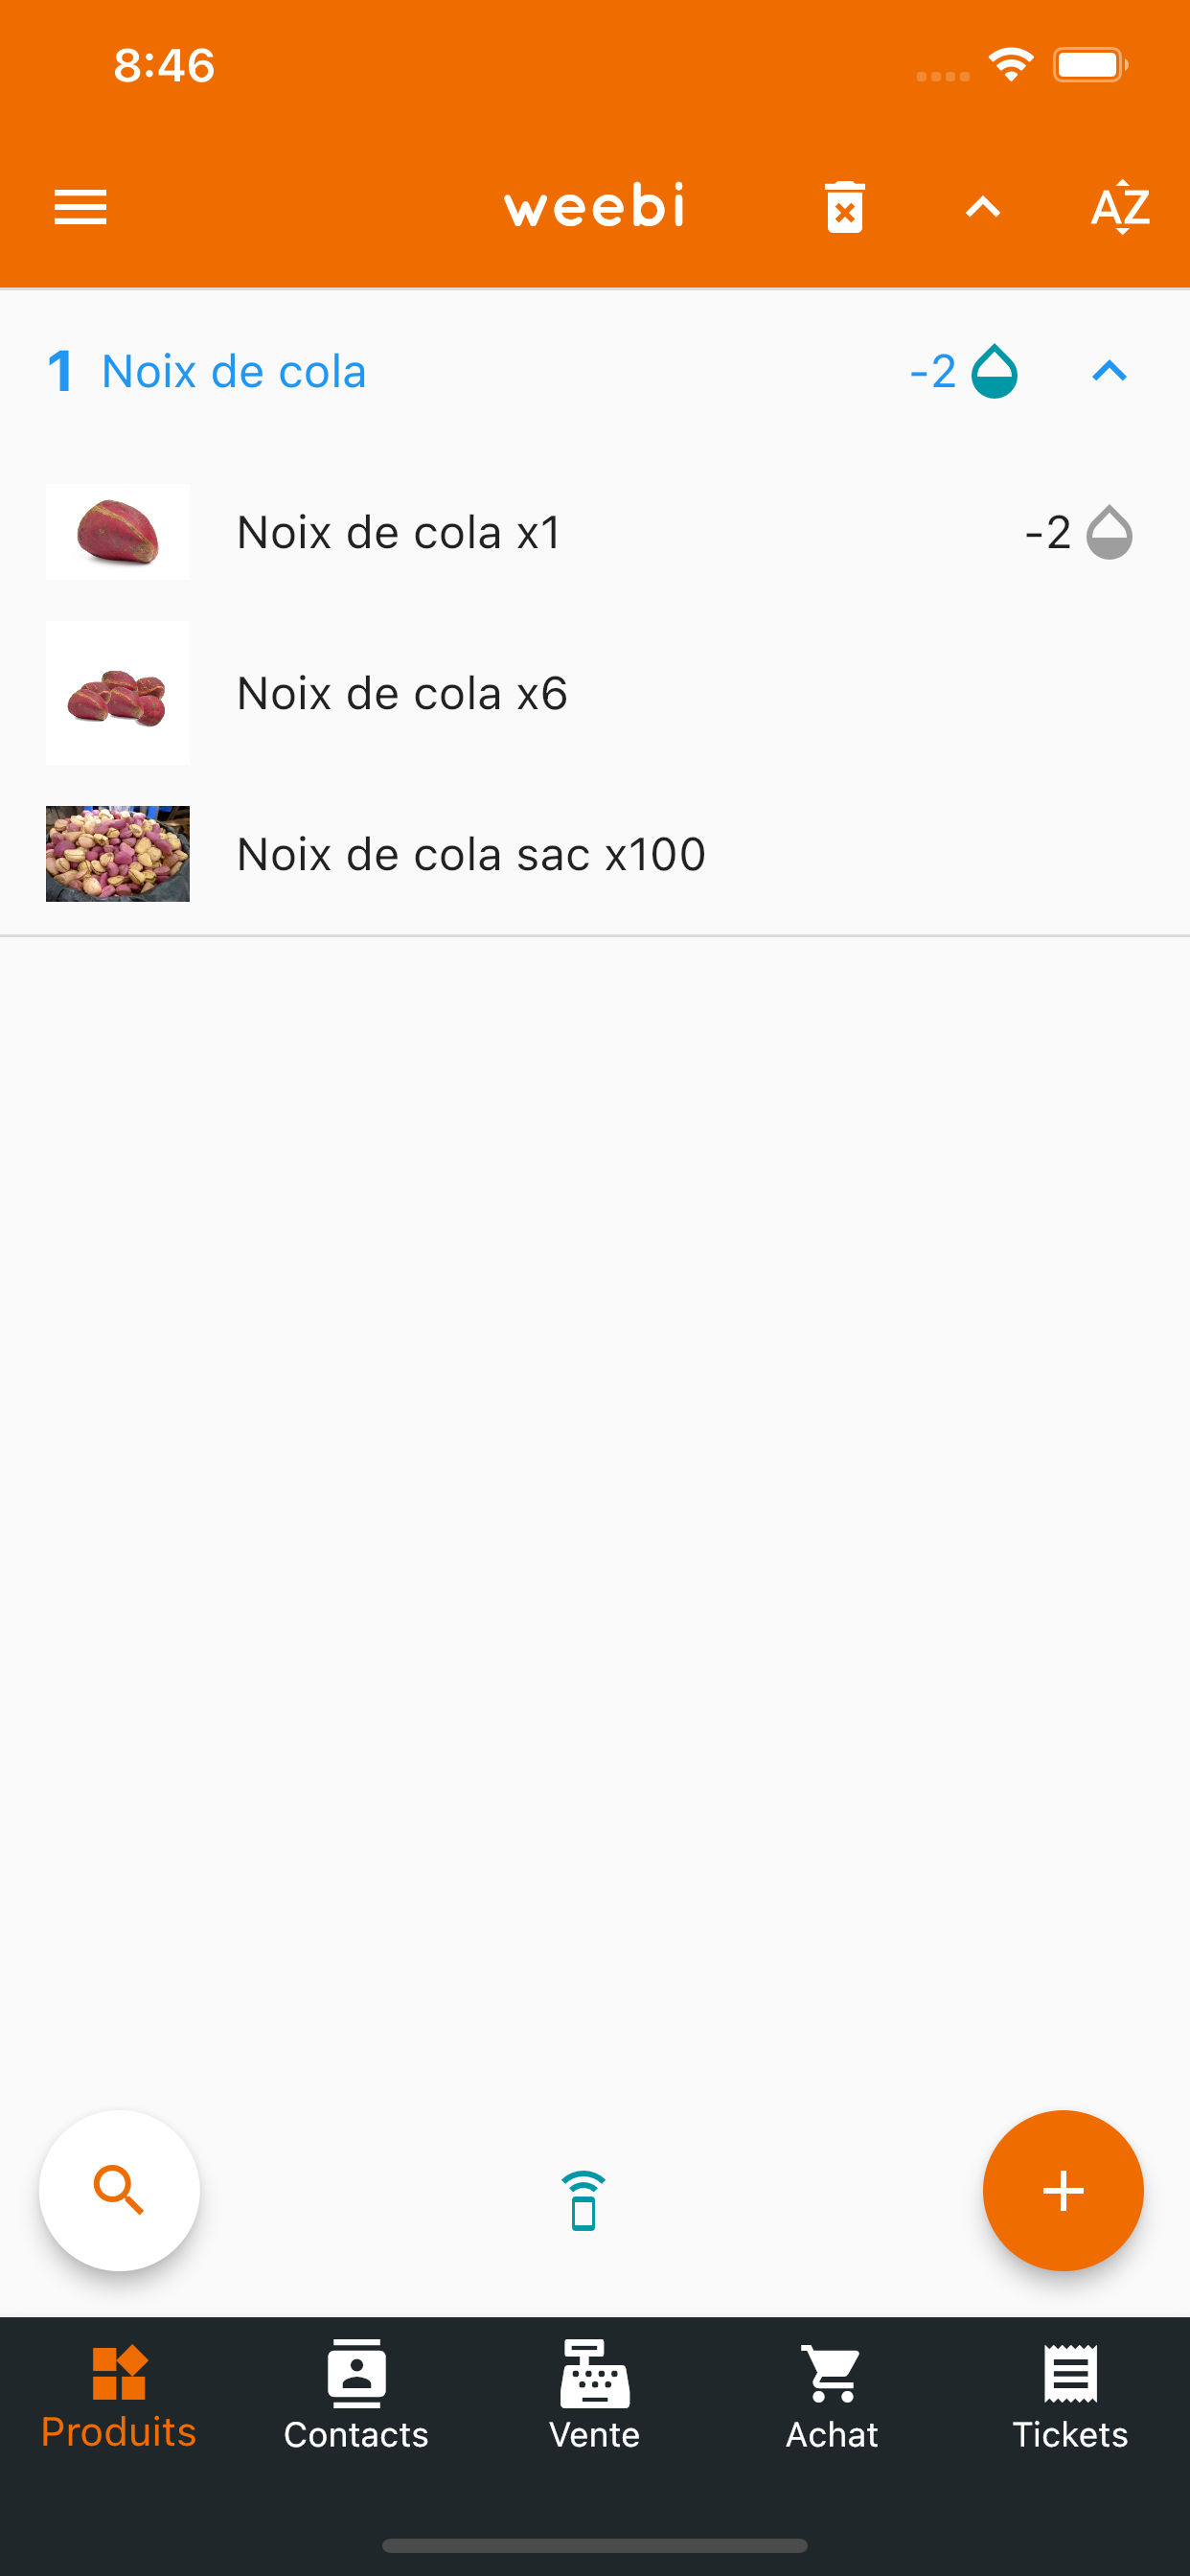 8:46
weebi
AZ
1 Noix de cola -2
Noix de cola x1 -2
Noix de cola x6
Noix de cola sac x100
Produits Contacts Vente Achat Tickets